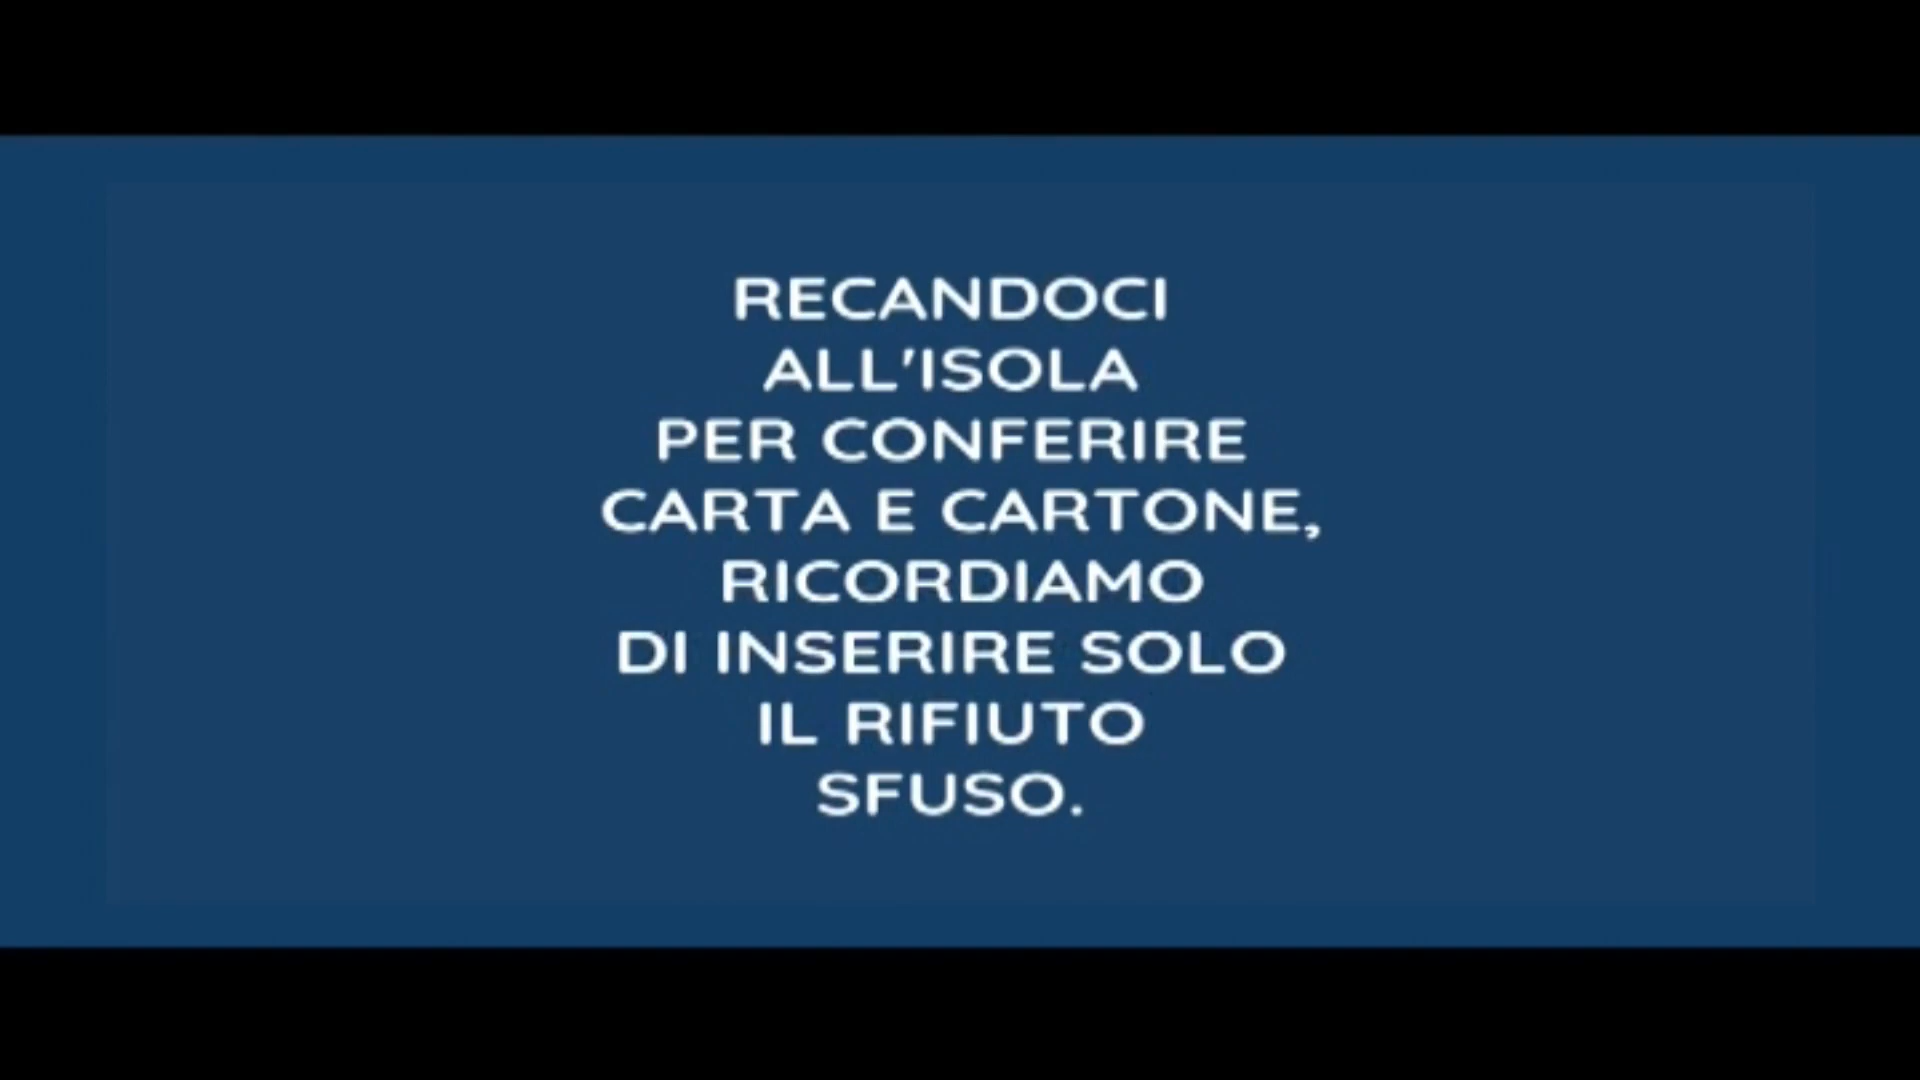 RECANDOCI
ALL'ISOLA
PER CONFERIRE
CARTA E CARTONE,
RICORDIAMO
DI INSERIRE SOLO
IL RIFIUTO
SFUSO.